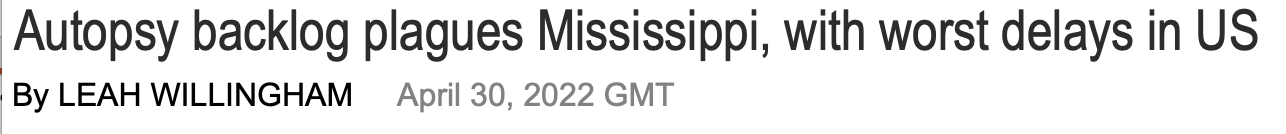 Autopsy backlog plagues Mississippi, with worst delays in US
By LEAH WILLINGHAM April 30, 2022 GMT